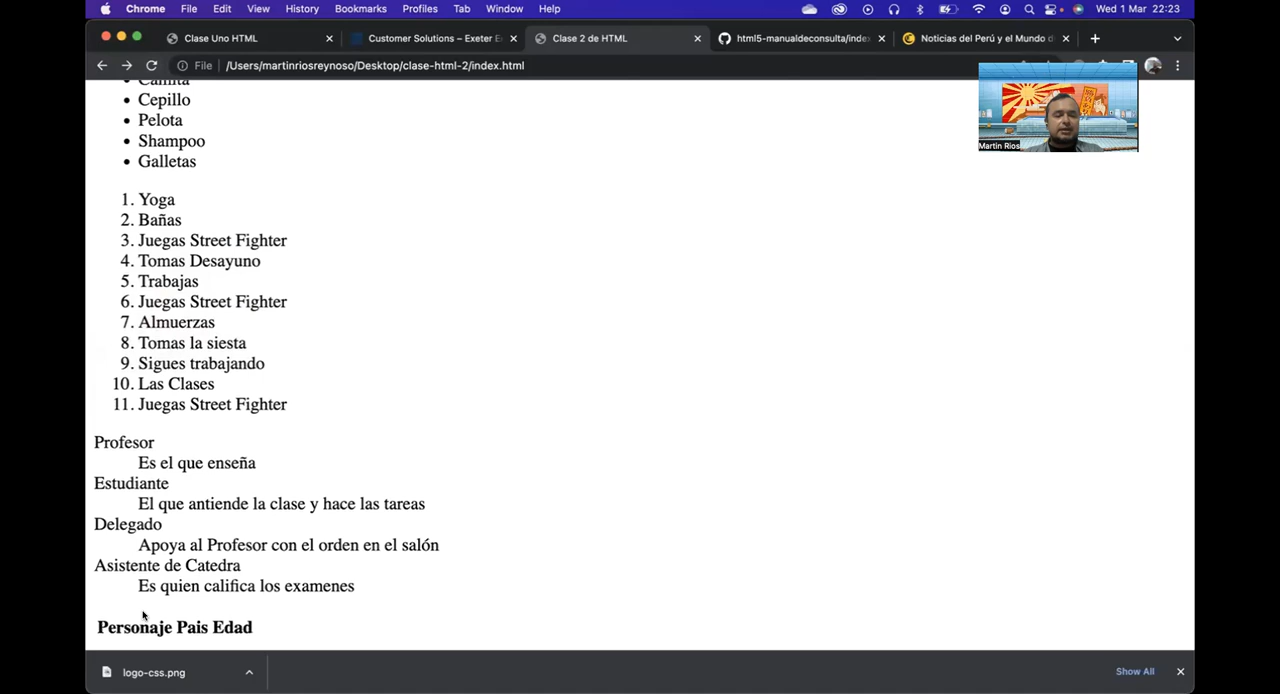 Chrome File Edit View History Bookmarks Profiles Tab Window Help Wed 1 Mar 22:23
Clase Uno HTML Customer Solutions – Exeter E Clase 2 de HTML html5-manualdeconsulta/inde Noticias del Perú y el Mundo d
File /Users/martinriosreynoso/Desktop/clase-html-2/index.html
Camita
• Cepillo
• Pelota
• Shampoo
• Galletas
Martin Rios
1. Yoga
2. Bañas
3. Juegas Street Fighter
4. Tomas Desayuno
5. Trabajas
6. Juegas Street Fighter
7. Almuerzas
8. Tomas la siesta
9. Sigues trabajando
10. Las Clases
11. Juegas Street Fighter
Profesor
Es el que enseña
Estudiante
El que antiende la clase y hace las tareas
Delegado
Apoya al Profesor con el orden en el salón
Asistente de Catedra
Es quien califica los examenes
Personaje Pais Edad
logo-css.png Show All